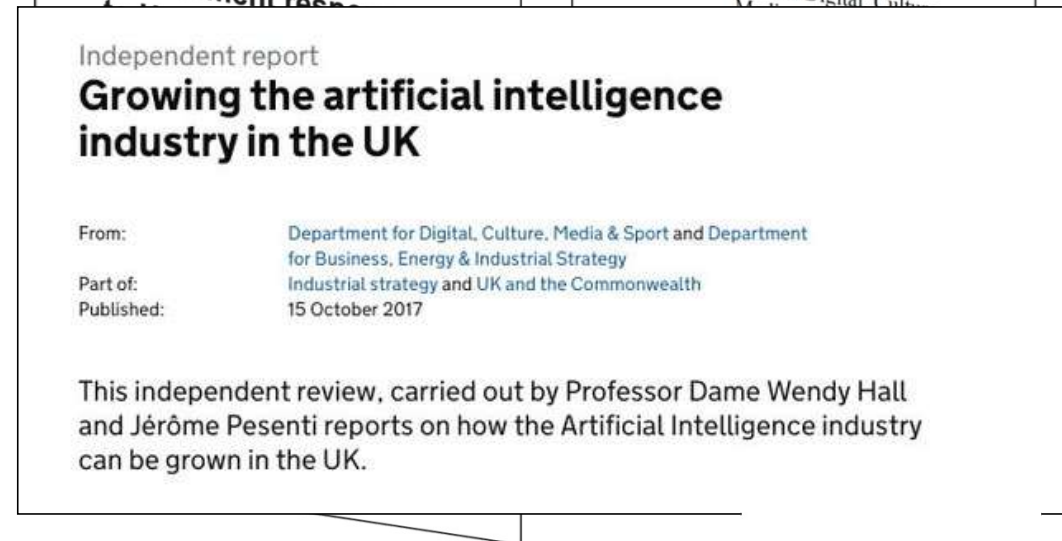 Independent report
Growing the artificial intelligence
industry in the UK
From: Department for Digital, Culture, Media & Sport and Department
for Business, Energy & Industrial Strategy
Part of: Industrial strategy and UK and the Commonwealth
Published: 15 October 2017
This independent review, carried out by Professor Dame Wendy Hall
and Jérôme Pesenti reports on how the Artificial Intelligence industry
can be grown in the UK.